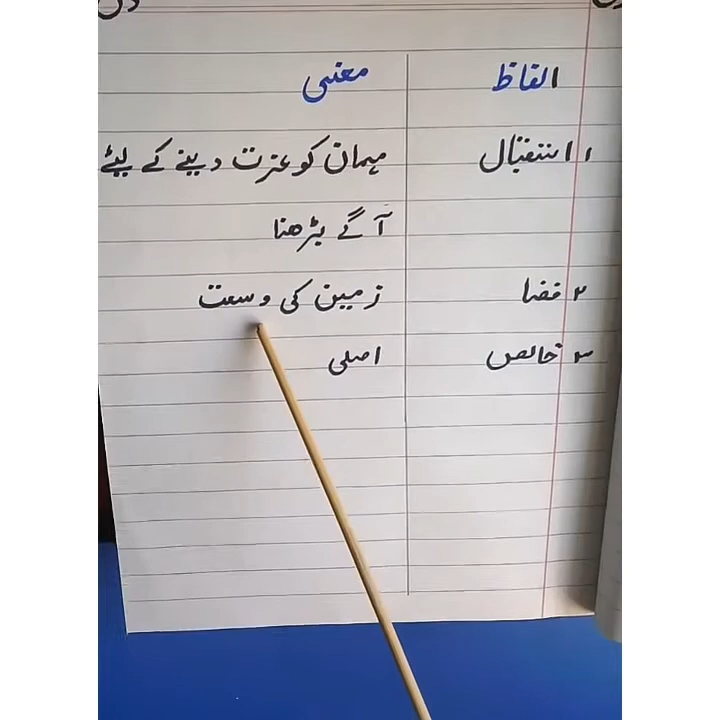 الفاظ معنی
۱ استقبال مہمان کو عزت دینے کے لیئے
آگے بڑھنا
۲ فضا زمین کی وسعت
۳ خالص اصلی